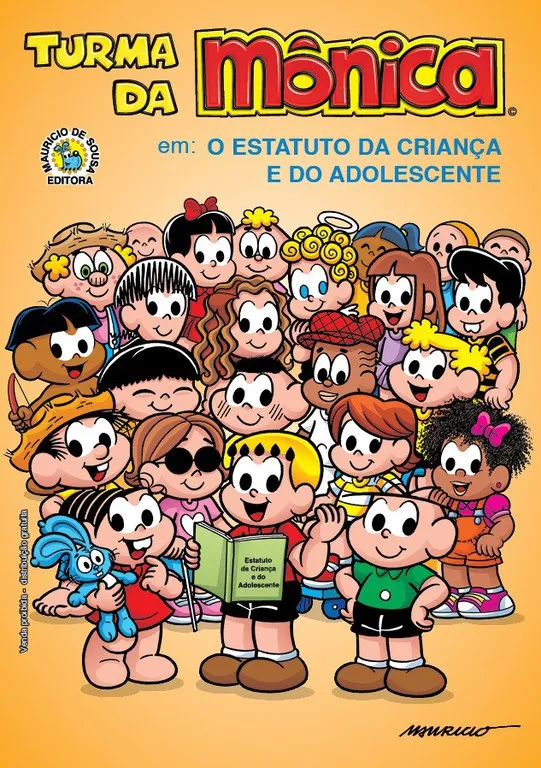 TURMA
DA
MÔNICA
©
MAURICIO DE SOUSA
EDITORA
em: O ESTATUTO DA CRIANÇA
E DO ADOLESCENTE
Estatuto
da Criança
e do
Adolescente
Venda proibida - distribuição gratuita
MAURICIO